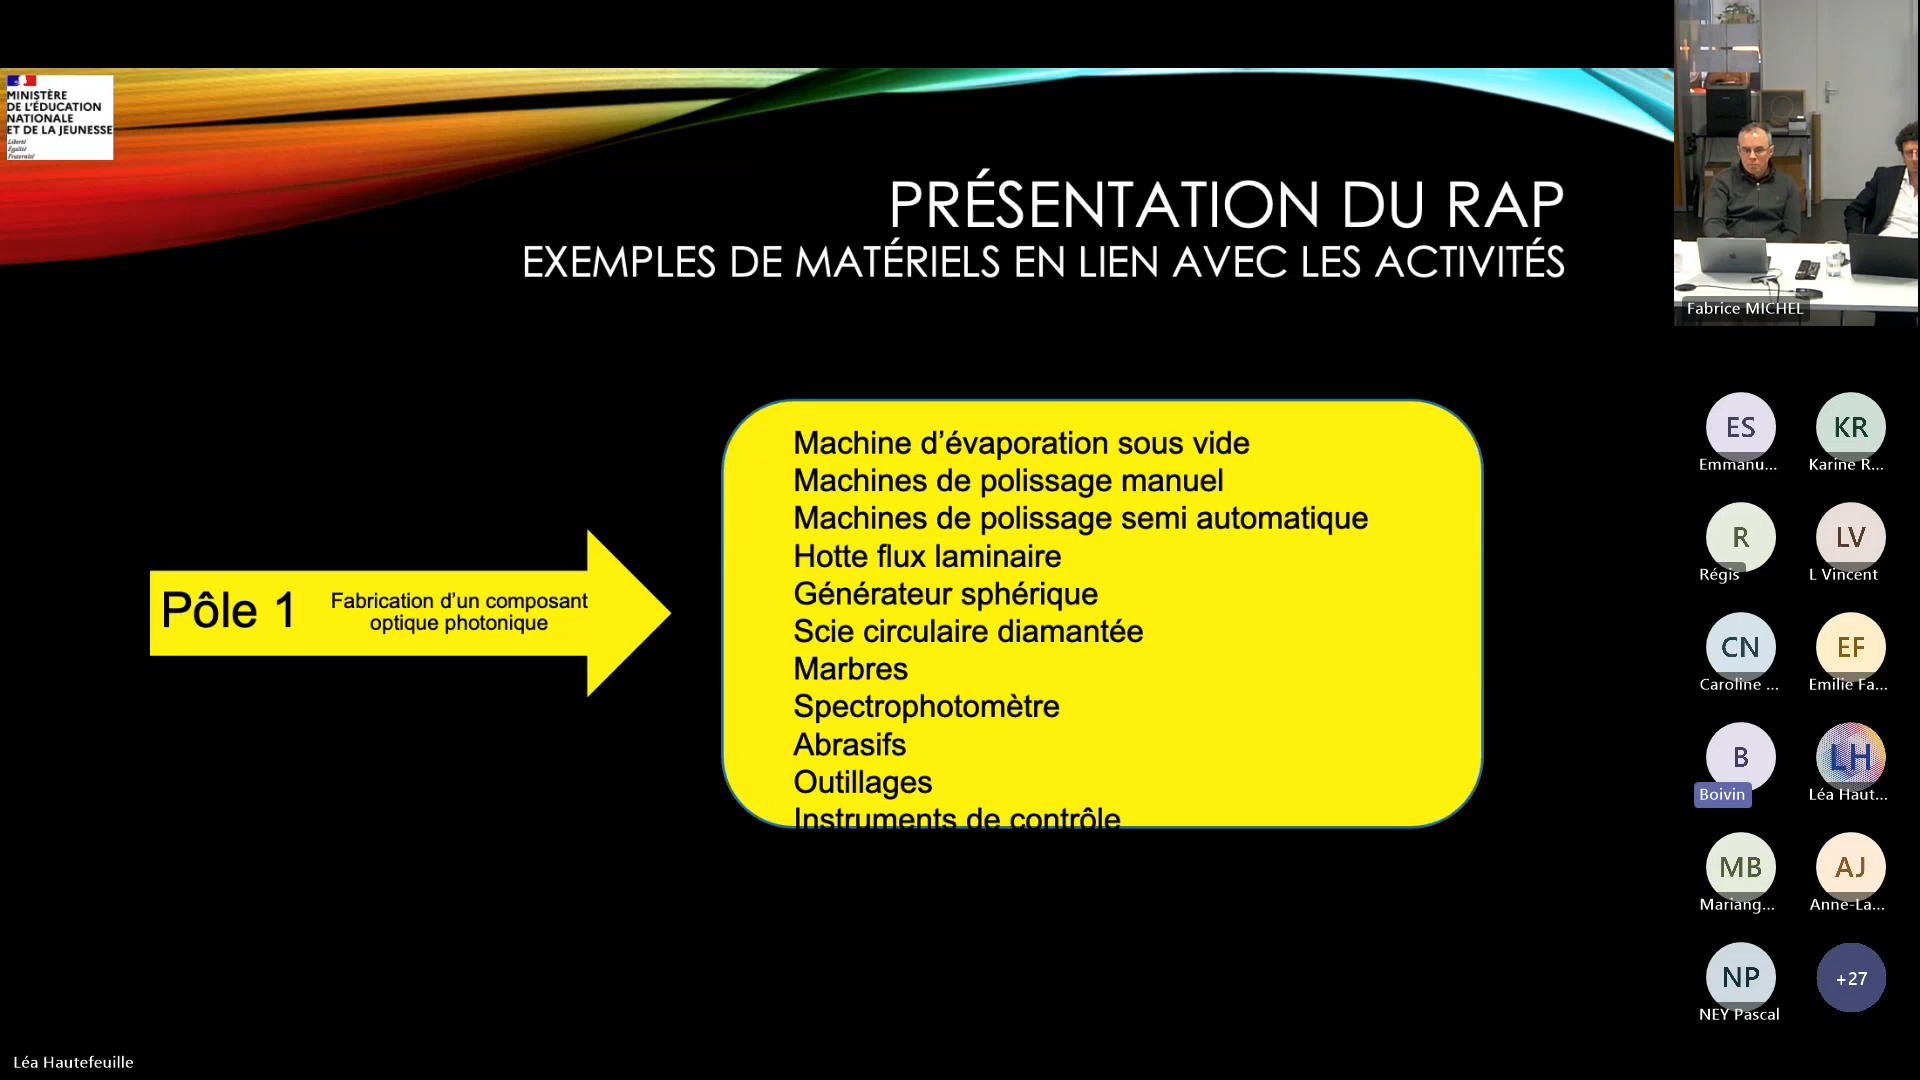 MINISTÈRE
DE L'ÉDUCATION
NATIONALE
ET DE LA JEUNESSE
Liberté
Égalité
Fraternité
PRÉSENTATION DU RAP
EXEMPLES DE MATÉRIELS EN LIEN AVEC LES ACTIVITÉS
Pôle 1
Fabrication d'un composant
optique photonique
Machine d'évaporation sous vide
Machines de polissage manuel
Machines de polissage semi automatique
Hotte flux laminaire
Générateur sphérique
Scie circulaire diamantée
Marbres
Spectrophotomètre
Abrasifs
Outillages
Instruments de contrôle
Fabrice MICHEL
ES
Emmanu...
KR
Karine R...
R
Régis
LV
L Vincent
CN
Caroline ...
EF
Emilie Fa...
B
Boivin
LH
Léa Haut...
MB
Mariang...
AJ
Anne-La...
NP
NEY Pascal
+27
Léa Hautefeuille